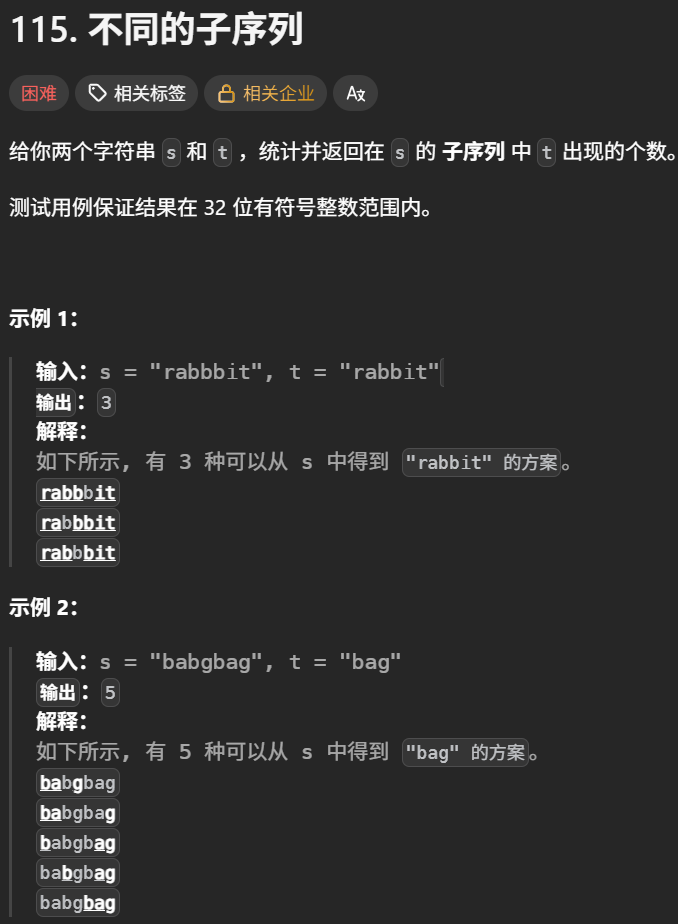 115. 不同的子序列
困难 相关标签 相关企业 Aあ
给你两个字符串 s 和 t ，统计并返回在 s 的 子序列 中 t 出现的个数。
测试用例保证结果在 32 位有符号整数范围内。
示例 1：
输入：s = "rabbbit", t = "rabbit"
输出：3
解释：
如下所示, 有 3 种可以从 s 中得到 "rabbit" 的方案。
rabbbit
rabbbit
rabbbit
示例 2：
输入：s = "babgbag", t = "bag"
输出：5
解释：
如下所示, 有 5 种可以从 s 中得到 "bag" 的方案。
babgbag
babgbag
babgbag
babgbag
babgbag